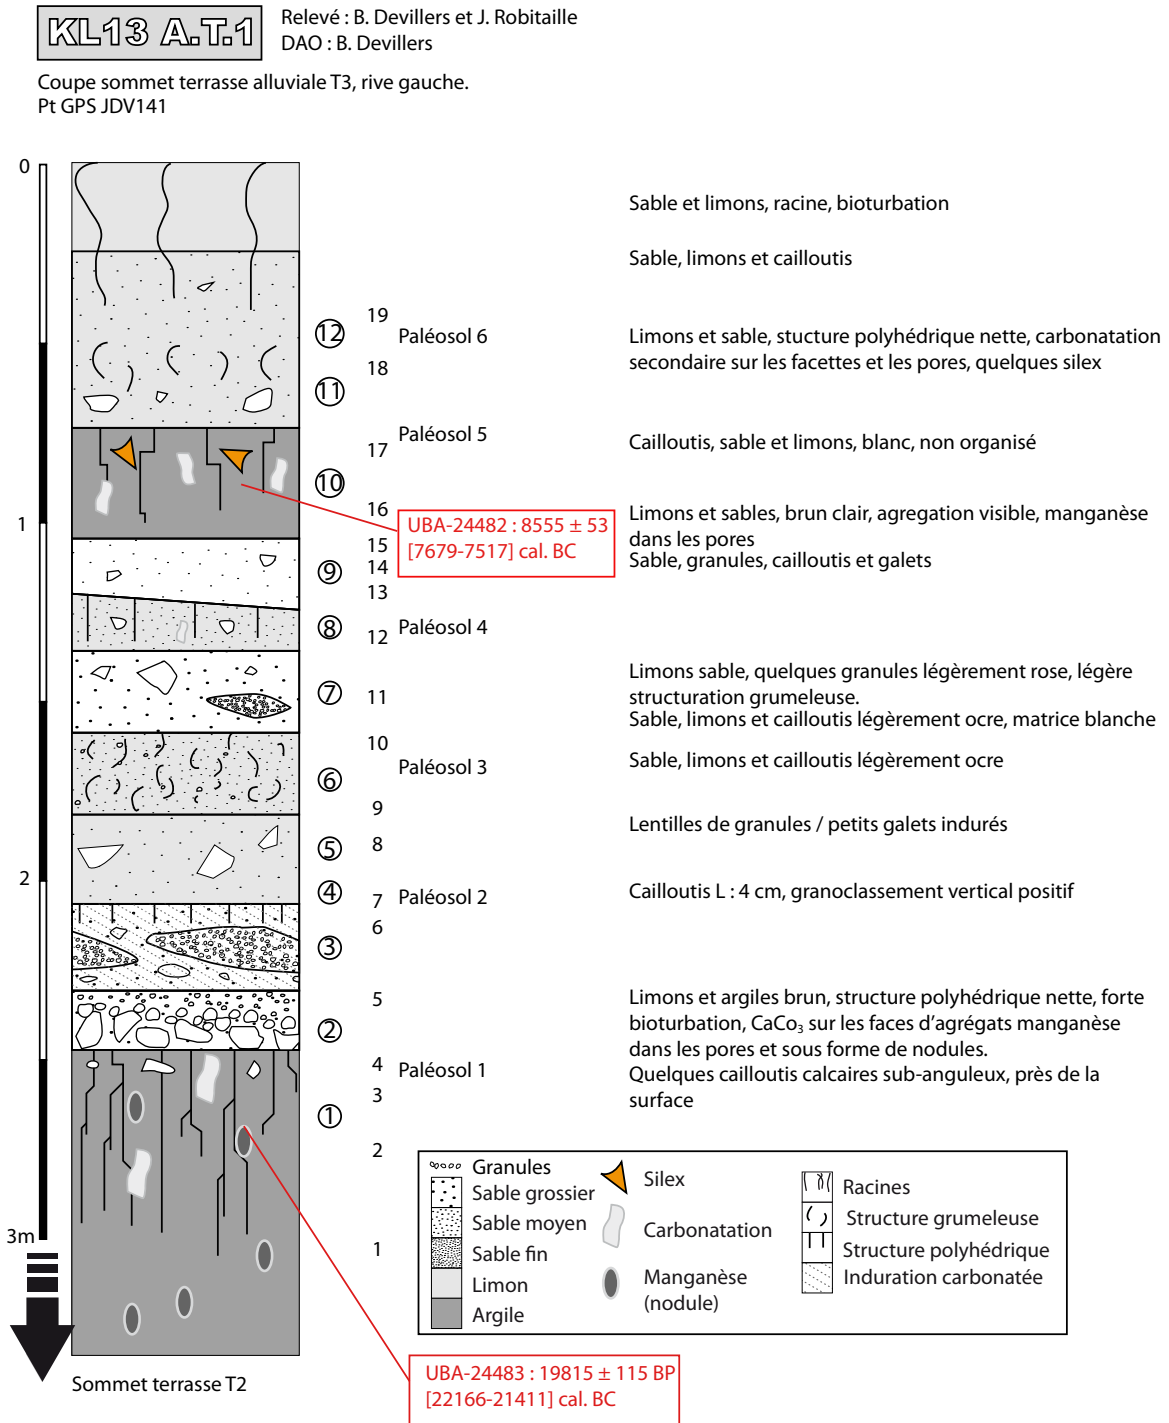 KL13 A.T.1
Relevé : B. Devillers et J. Robitaille
DAO : B. Devillers
Coupe sommet terrasse alluviale T3, rive gauche.
Pt GPS JDV141
0
1
2
3m
12
11
10
9
8
7
6
5
4
3
2
1
19
18
17
16
15
14
13
12
11
10
9
8
7
6
5
4
3
2
1
Paléosol 6
Paléosol 5
Paléosol 4
Paléosol 3
Paléosol 2
Paléosol 1
UBA-24482 : 8555 ± 53
[7679-7517] cal. BC
Sable et limons, racine, bioturbation
Sable, limons et cailloutis
Limons et sable, stucture polyhédrique nette, carbonatation
secondaire sur les facettes et les pores, quelques silex
Cailloutis, sable et limons, blanc, non organisé
Limons et sables, brun clair, agregation visible, manganèse
dans les pores
Sable, granules, cailloutis et galets
Limons sable, quelques granules légèrement rose, légère
structuration grumeleuse.
Sable, limons et cailloutis légèrement ocre, matrice blanche
Sable, limons et cailloutis légèrement ocre
Lentilles de granules / petits galets indurés
Cailloutis L : 4 cm, granoclassement vertical positif
Limons et argiles brun, structure polyhédrique nette, forte
bioturbation, CaCo₃ sur les faces d'agrégats manganèse
dans les pores et sous forme de nodules.
Quelques cailloutis calcaires sub-anguleux, près de la
surface
Granules
Sable grossier
Sable moyen
Sable fin
Limon
Argile
Silex
Carbonatation
Manganèse
(nodule)
Racines
Structure grumeleuse
Structure polyhédrique
Induration carbonatée
Sommet terrasse T2
UBA-24483 : 19815 ± 115 BP
[22166-21411] cal. BC